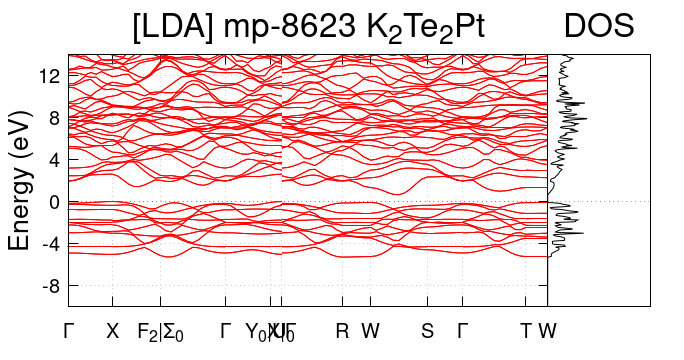 [LDA] mp-8623 K₂Te₂Pt DOS
Energy (eV)
12
8
4
0
-4
-8
Γ X F₂|Σ₀ Γ Y₀ Γ R W S Γ T W